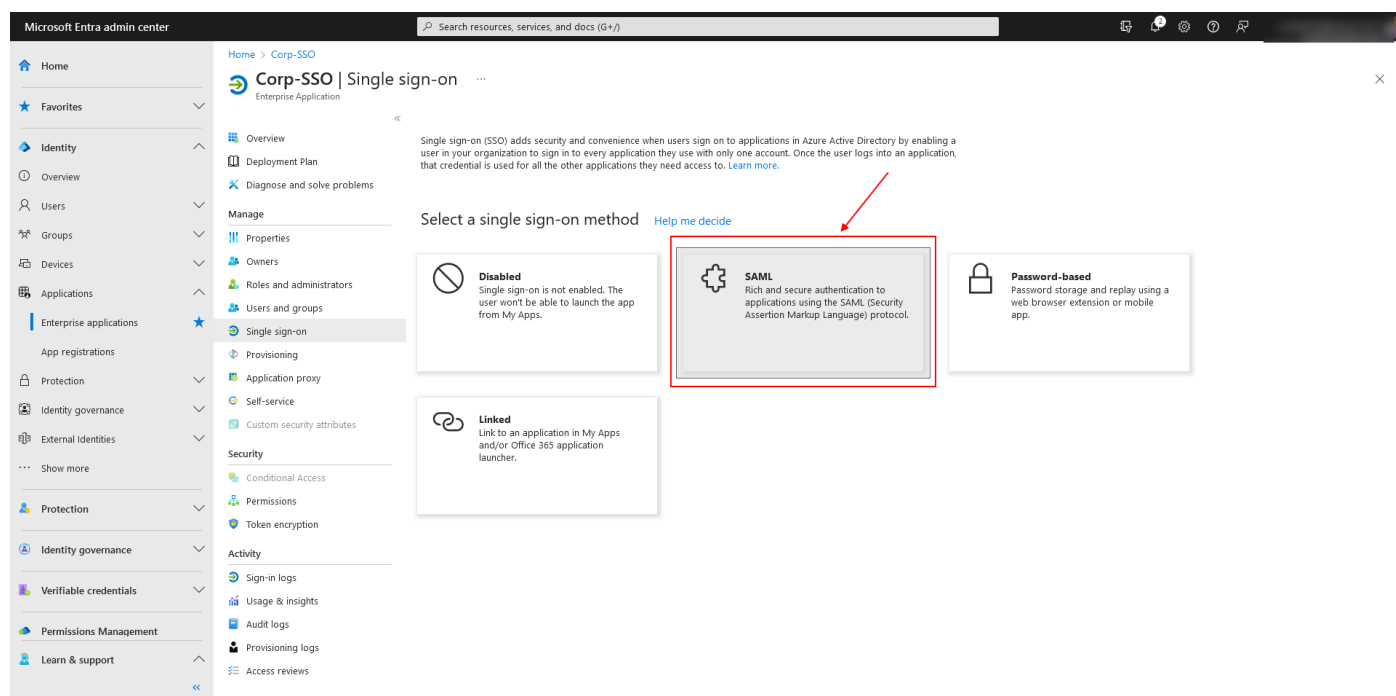 Microsoft Entra admin center
Search resources, services, and docs (G+/)
2
Home
Favorites
Identity
Overview
Users
Groups
Devices
Applications
Enterprise applications
App registrations
Protection
Identity governance
External Identities
Show more
Protection
Identity governance
Verifiable credentials
Permissions Management
Learn & support
Home > Corp-SSO
Corp-SSO | Single sign-on ...
Enterprise Application
Overview
Deployment Plan
Diagnose and solve problems
Manage
Properties
Owners
Roles and administrators
Users and groups
Single sign-on
Provisioning
Application proxy
Self-service
Custom security attributes
Security
Conditional Access
Permissions
Token encryption
Activity
Sign-in logs
Usage & insights
Audit logs
Provisioning logs
Access reviews
Single sign-on (SSO) adds security and convenience when users sign on to applications in Azure Active Directory by enabling a
user in your organization to sign in to every application they use with only one account. Once the user logs into an application,
that credential is used for all the other applications they need access to. Learn more.
Select a single sign-on method Help me decide
Disabled
Single sign-on is not enabled. The
user won't be able to launch the app
from My Apps.
SAML
Rich and secure authentication to
applications using the SAML (Security
Assertion Markup Language) protocol.
Password-based
Password storage and replay using a
web browser extension or mobile
app.
Linked
Link to an application in My Apps
and/or Office 365 application
launcher.